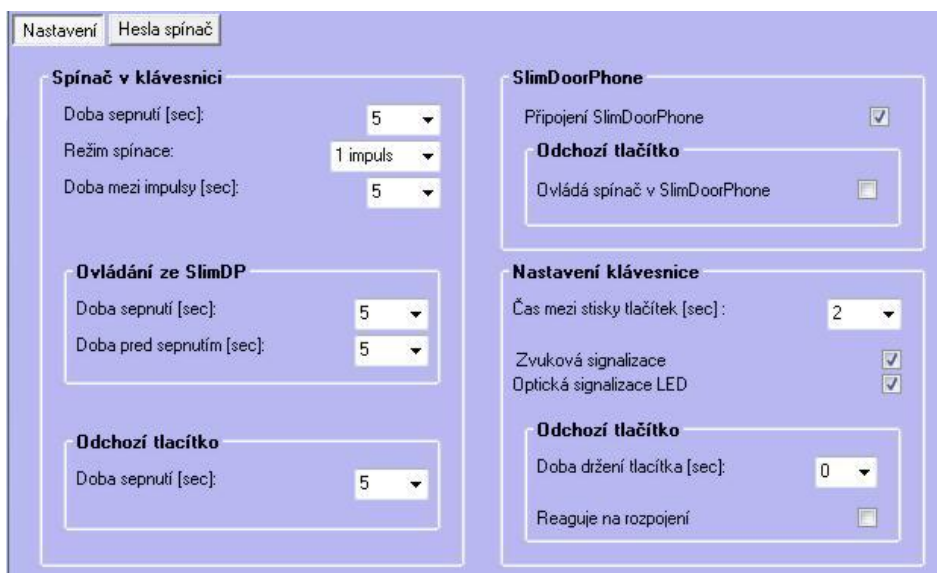 Nastavení
Hesla spínač
Spínač v klávesnici
Doba sepnutí [sec]: 5
Režim spínace: 1 impuls
Doba mezi impulsy [sec]: 5
Ovládání ze SlimDP
Doba sepnutí [sec]: 5
Doba pred sepnutím [sec]: 5
Odchozí tlacítko
Doba sepnutí [sec]: 5
SlimDoorPhone
Připojení SlimDoorPhone
Odchozí tlačítko
Ovládá spínač v SlimDoorPhone
Nastavení klávesnice
Čas mezi stisky tlačítek [sec] : 2
Zvuková signalizace
Optická signalizace LED
Odchozí tlačítko
Doba držení tlacítka [sec]: 0
Reaguje na rozpojení